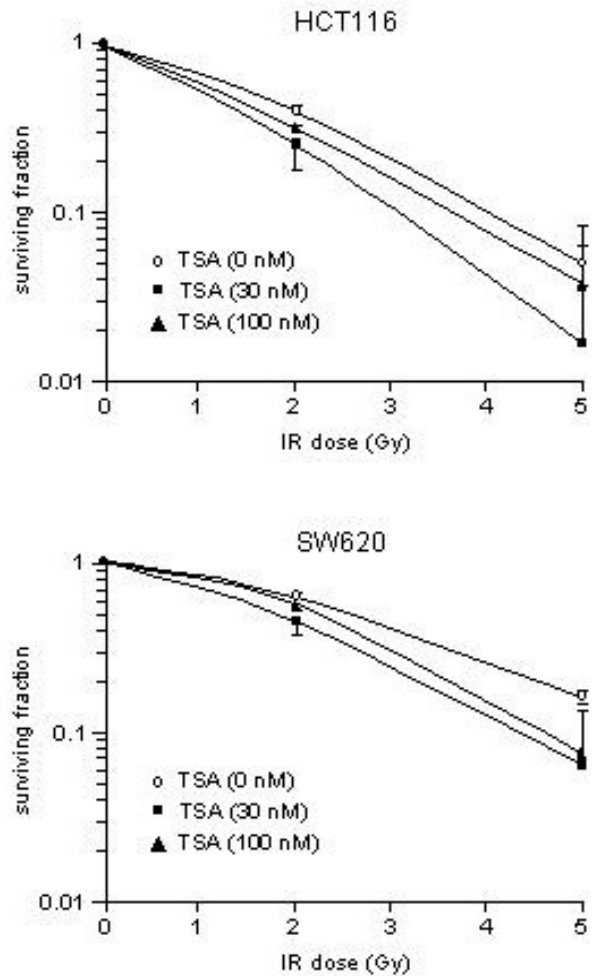 HCT116
1
0.1
0.01
surviving fraction
TSA (0 nM)
TSA (30 nM)
TSA (100 nM)
0 1 2 3 4 5
IR dose (Gy)
SW620
1
0.1
0.01
surviving fraction
TSA (0 nM)
TSA (30 nM)
TSA (100 nM)
0 1 2 3 4 5
IR dose (Gy)